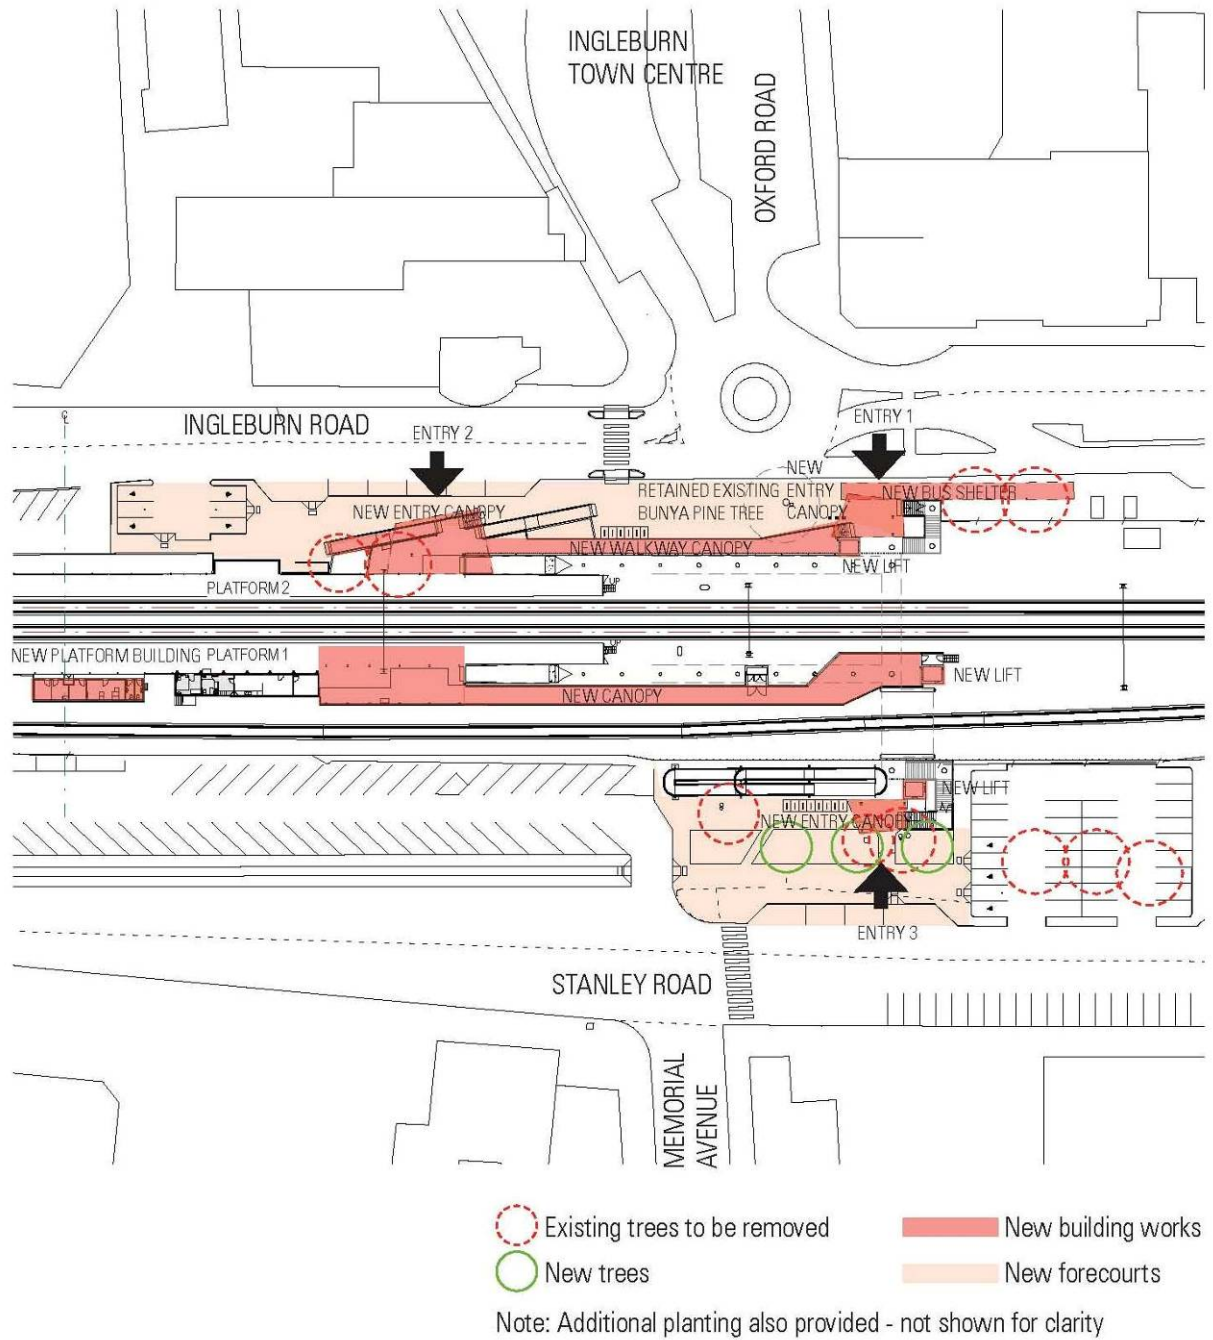 INGLEBURN
TOWN CENTRE
OXFORD ROAD
INGLEBURN ROAD
ENTRY 2
ENTRY 1
NEW
RETAINED EXISTING ENTRY
BUNYA PINE TREE CANOPY
NEW BUS SHELTER
NEW ENTRY CANOPY
NEW WALKWAY CANOPY
NEW LIFT
PLATFORM 2
UP
UP
NEW PLATFORM BUILDING PLATFORM 1
NEW CANOPY
NEW LIFT
NEW LIFT
NEW ENTRY CANOPY
ENTRY 3
STANLEY ROAD
MEMORIAL
AVENUE
Existing trees to be removed
New building works
New trees
New forecourts
Note: Additional planting also provided - not shown for clarity